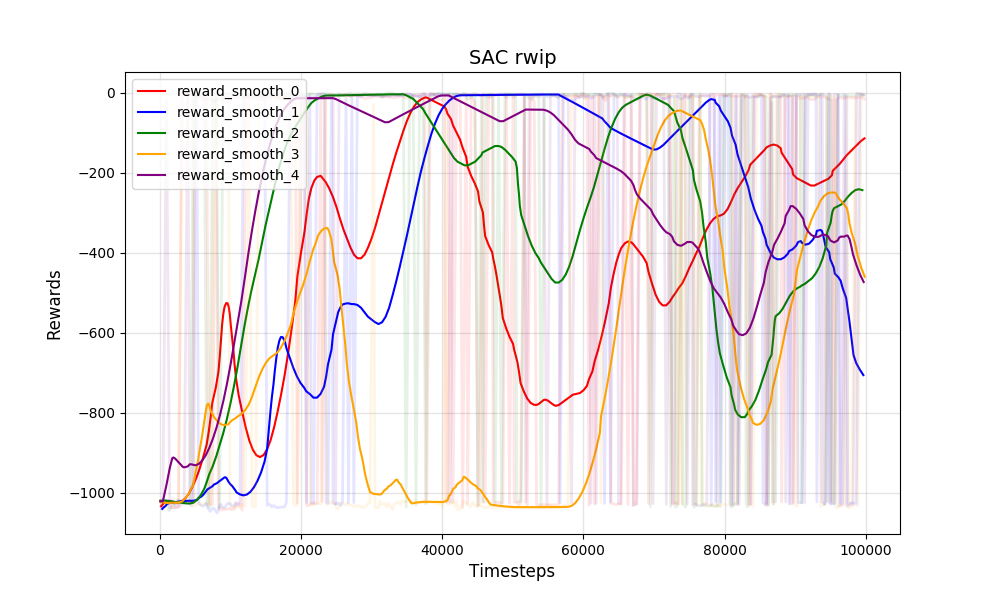 SAC rwip
0
−200
−400
−600
−800
−1000
Rewards
reward_smooth_0
reward_smooth_1
reward_smooth_2
reward_smooth_3
reward_smooth_4
0 20000 40000 60000 80000 100000
Timesteps